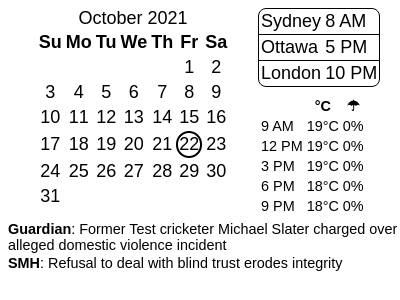 October 2021
Su Mo Tu We Th Fr Sa
1 2
3 4 5 6 7 8 9
10 11 12 13 14 15 16
17 18 19 20 21 22 23
24 25 26 27 28 29 30
31
Sydney 8 AM
Ottawa 5 PM
London 10 PM
°C ☂
9 AM 19°C 0%
12 PM 19°C 0%
3 PM 19°C 0%
6 PM 18°C 0%
9 PM 18°C 0%
Guardian: Former Test cricketer Michael Slater charged over
alleged domestic violence incident
SMH: Refusal to deal with blind trust erodes integrity